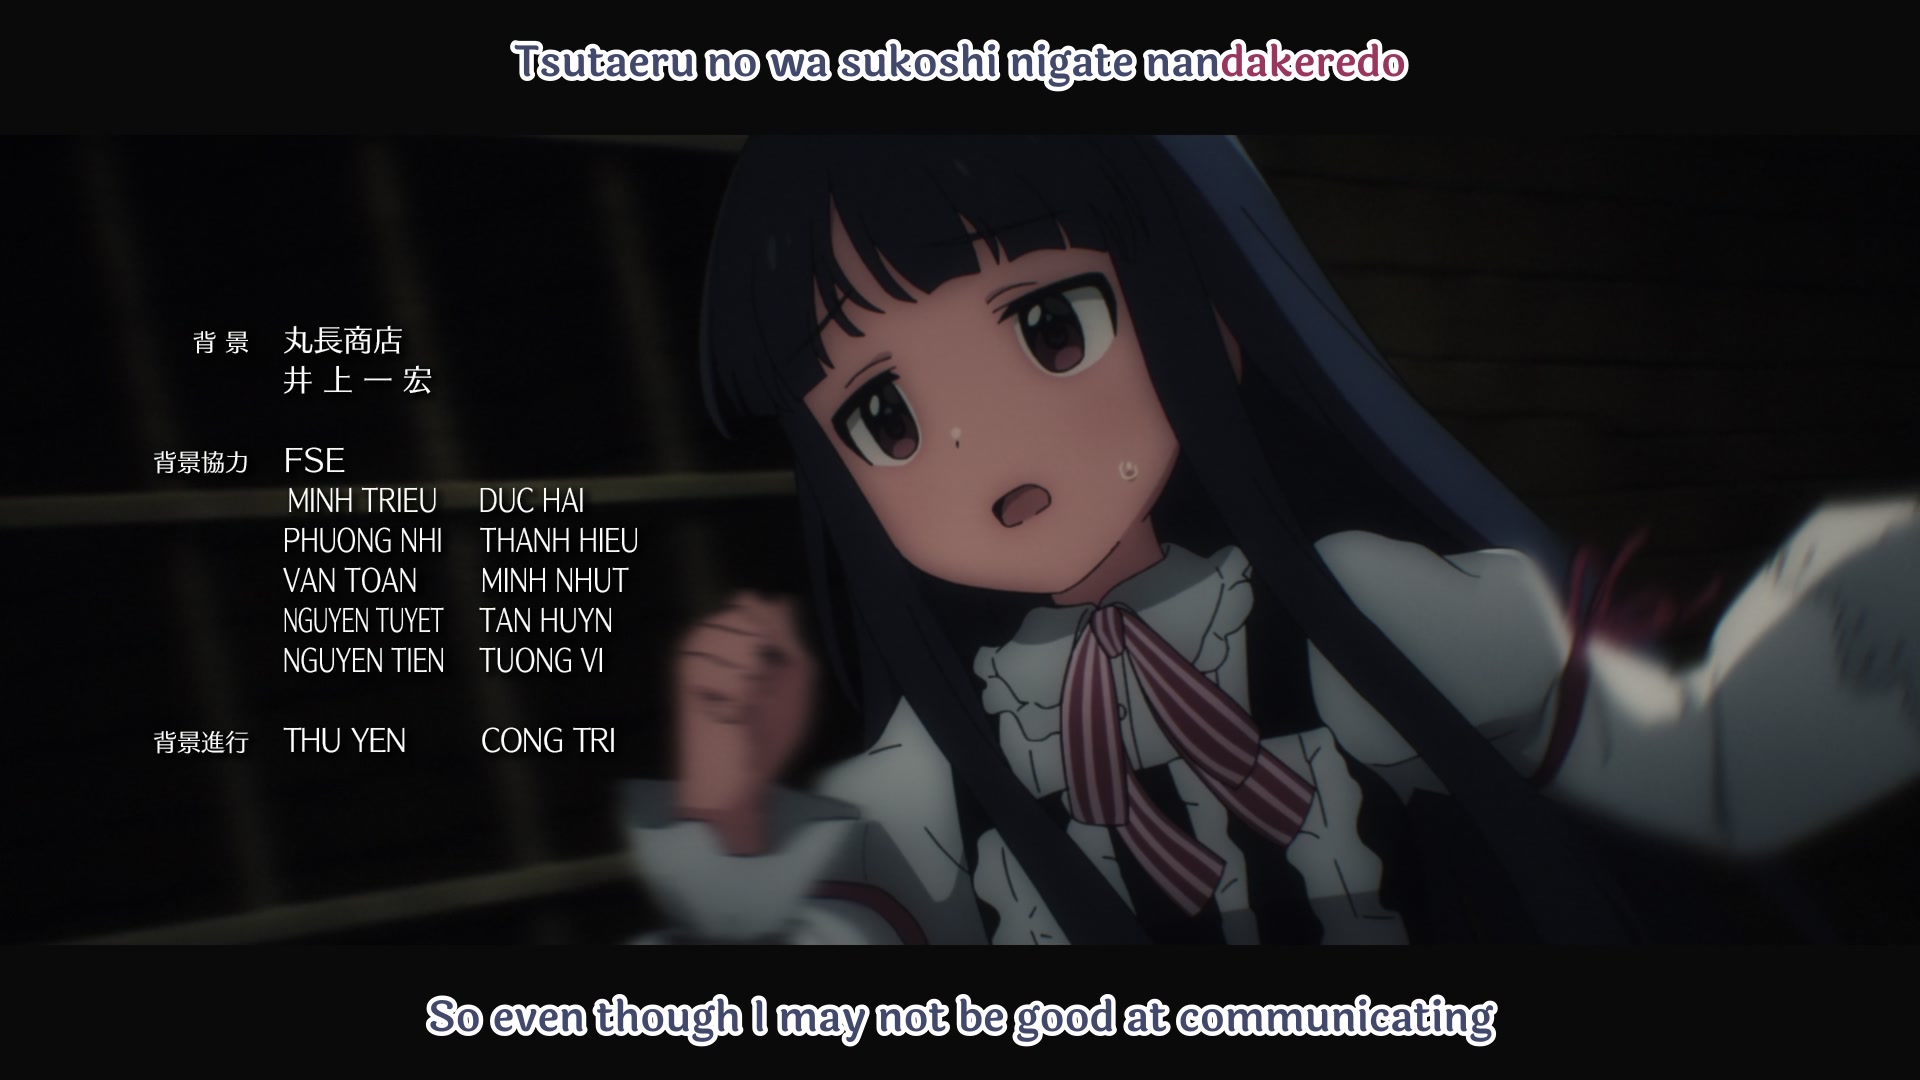 Tsutaeru no wa sukoshi nigate nandakeredo
背景 丸長商店
井上一宏
背景協力 FSE
MINH TRIEU DUC HAI
PHUONG NHI THANH HIEU
VAN TOAN MINH NHUT
NGUYEN TUYET TAN HUYN
NGUYEN TIEN TUONG VI
背景進行 THU YEN CONG TRI
So even though I may not be good at communicating